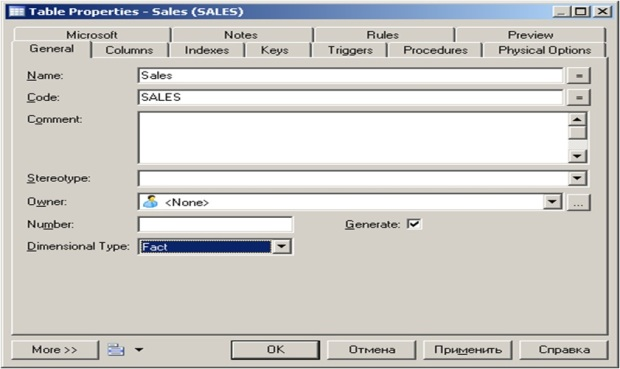 Table Properties - Sales (SALES)
Microsoft Notes Rules Preview
General Columns Indexes Keys Triggers Procedures Physical Options
Name: Sales =
Code: SALES =
Comment:
Stereotype:
Owner: <None> ...
Number: Generate:
Dimensional Type: Fact
More >> OK Отмена Применить Справка